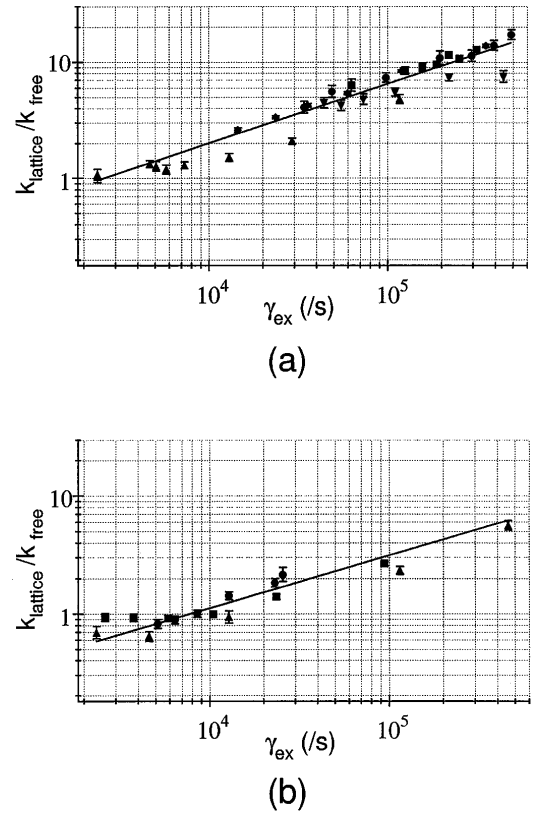 10
1
k_lattice/k_free
10^4
10^5
γ_ex (/s)
(a)
10
1
k_lattice/k_free
10^4
10^5
γ_ex (/s)
(b)